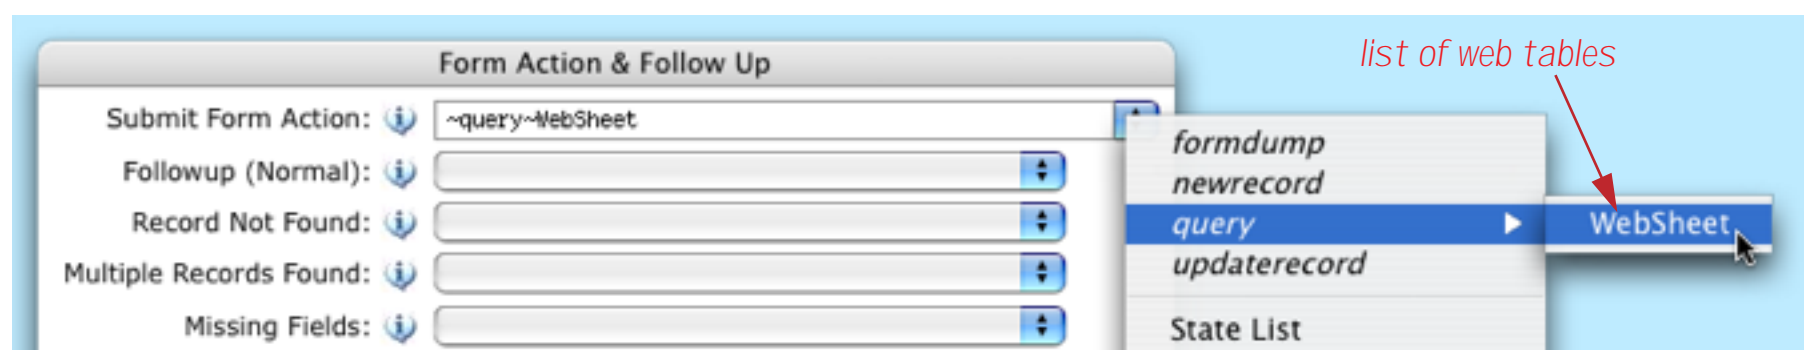 Form Action & Follow Up
list of web tables
Submit Form Action:
~query~WebSheet
Followup (Normal):
Record Not Found:
Multiple Records Found:
Missing Fields:
formdump
newrecord
query
WebSheet
updaterecord
State List